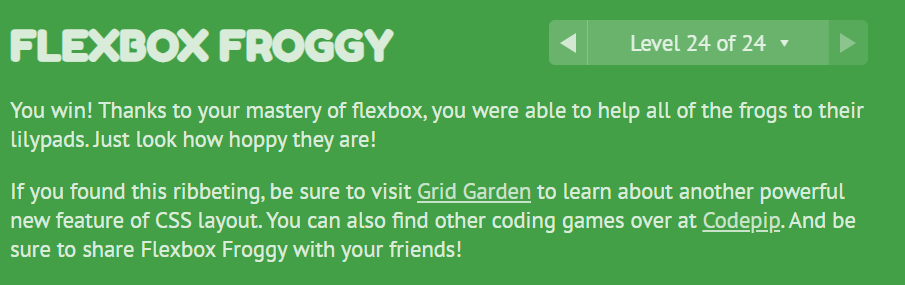 FLEXBOX FROGGY
Level 24 of 24
You win! Thanks to your mastery of flexbox, you were able to help all of the frogs to their
lilypads. Just look how hoppy they are!
If you found this ribbeting, be sure to visit Grid Garden to learn about another powerful
new feature of CSS layout. You can also find other coding games over at Codepip. And be
sure to share Flexbox Froggy with your friends!